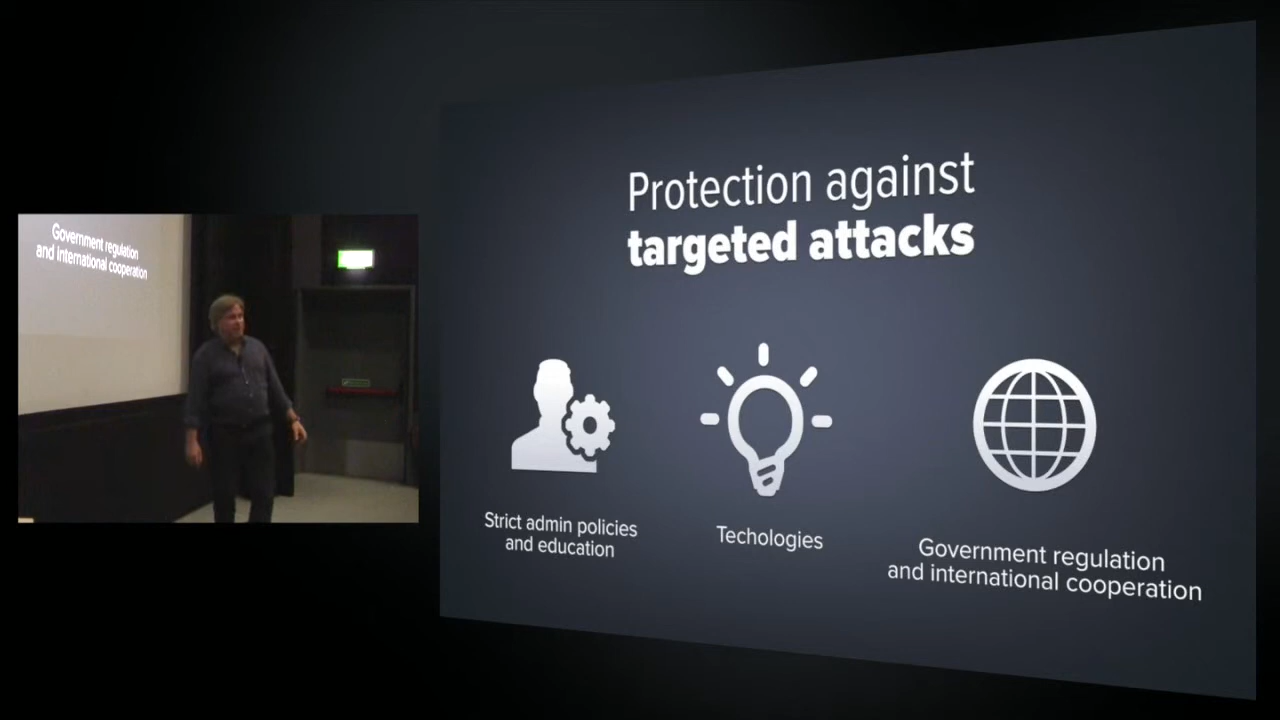 Government regulation
and international cooperation
Protection against
targeted attacks
Strict admin policies
and education
Techologies
Government regulation
and international cooperation